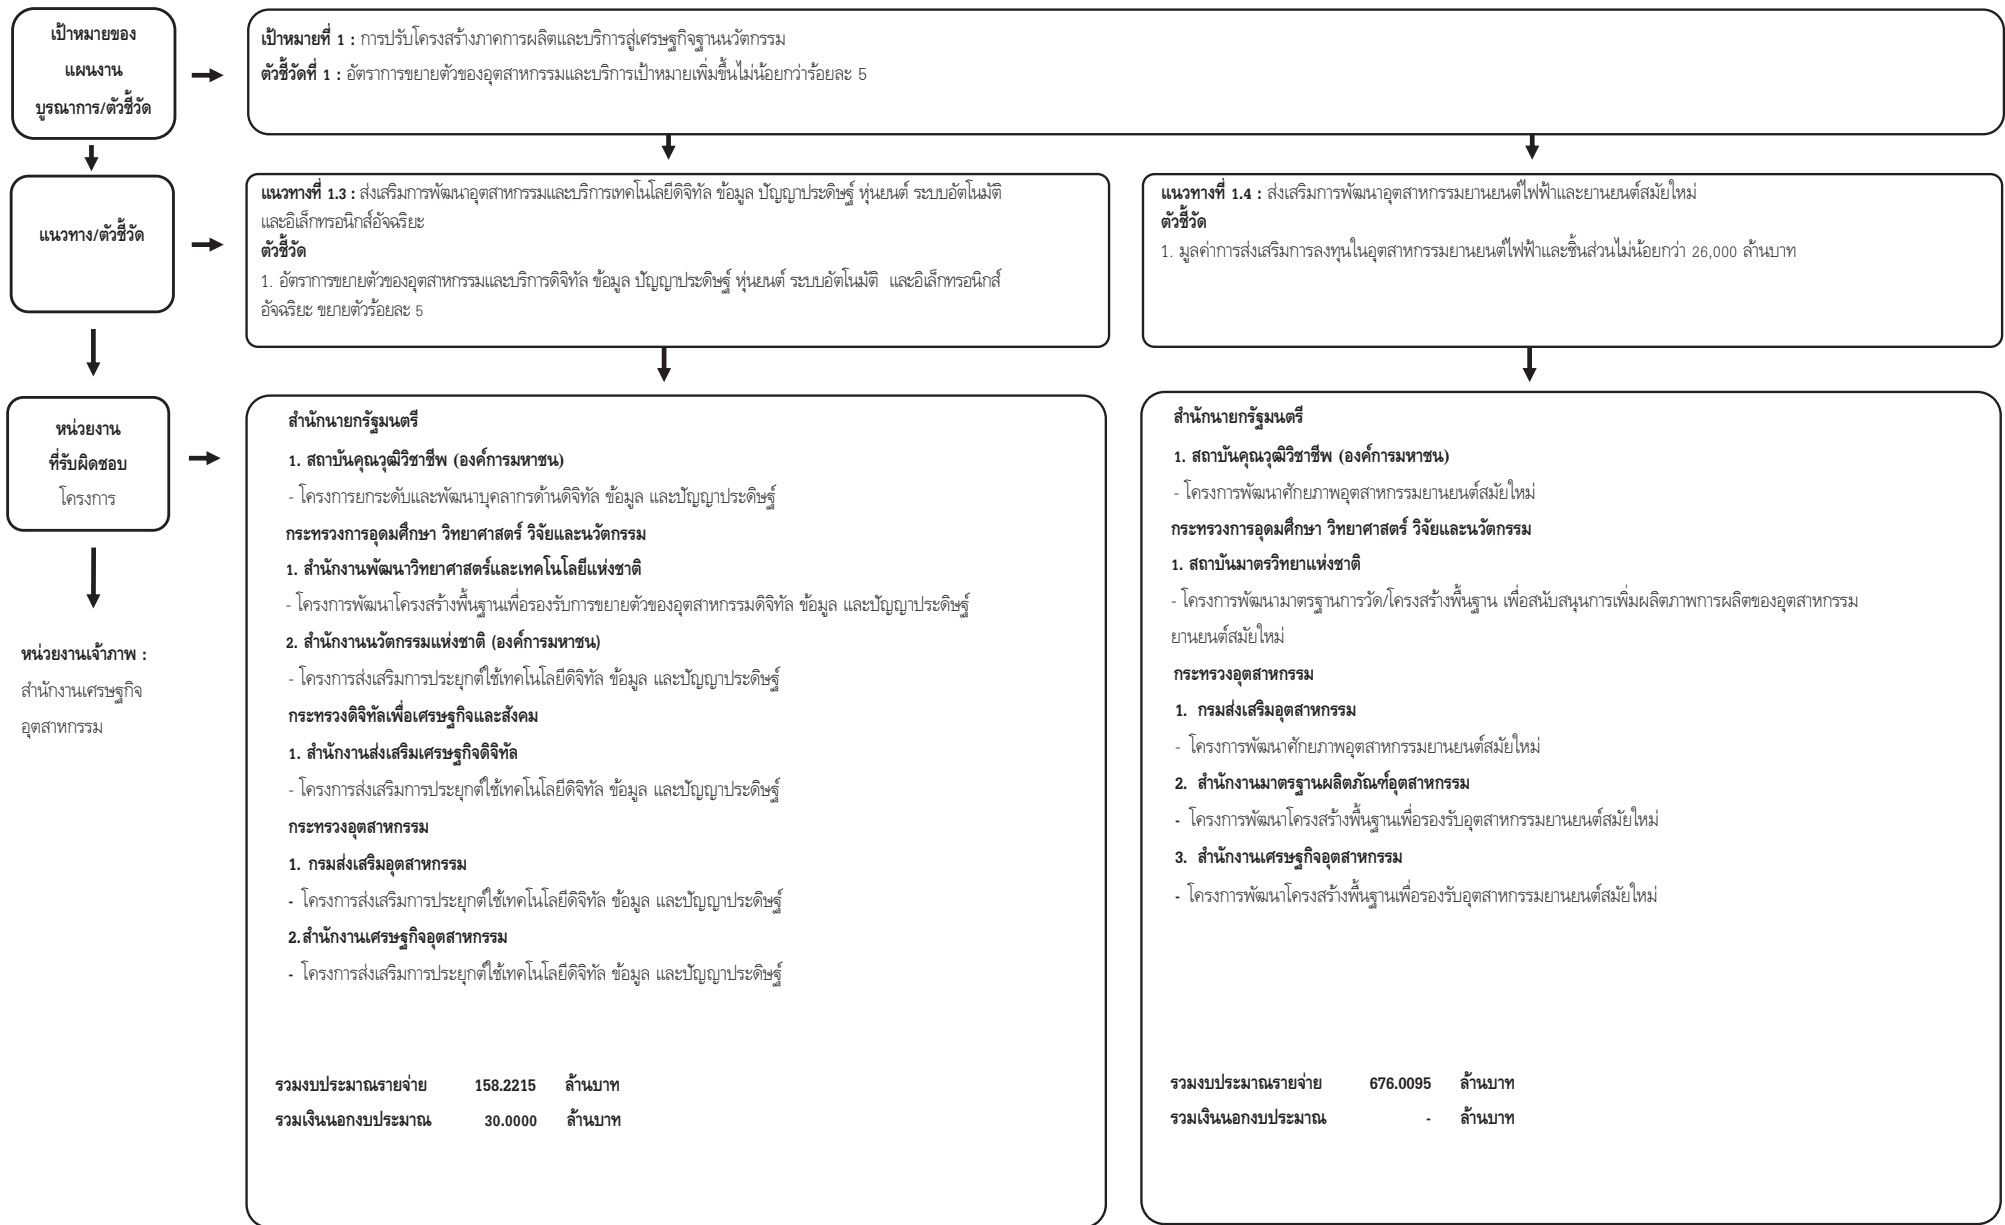 เป้าหมายของ
แผนงาน
บูรณาการ/ตัวชี้วัด
เป้าหมายที่ 1 : การปรับโครงสร้างภาคการผลิตและบริการสู่เศรษฐกิจฐานนวัตกรรม
ตัวชี้วัดที่ 1 : อัตราการขยายตัวของอุตสาหกรรมและบริการเป้าหมายเพิ่มขึ้นไม่น้อยกว่าร้อยละ 5
แนวทาง/ตัวชี้วัด
แนวทางที่ 1.3 : ส่งเสริมการพัฒนาอุตสาหกรรมและบริการเทคโนโลยีดิจิทัล ข้อมูล ปัญญาประดิษฐ์ หุ่นยนต์ ระบบอัตโนมัติ
และอิเล็กทรอนิกส์อัจฉริยะ
ตัวชี้วัด
1. อัตราการขยายตัวของอุตสาหกรรมและบริการดิจิทัล ข้อมูล ปัญญาประดิษฐ์ หุ่นยนต์ ระบบอัตโนมัติ และอิเล็กทรอนิกส์
อัจฉริยะ ขยายตัวร้อยละ 5
แนวทางที่ 1.4 : ส่งเสริมการพัฒนาอุตสาหกรรมยานยนต์ไฟฟ้าและยานยนต์สมัยใหม่
ตัวชี้วัด
1. มูลค่าการส่งเสริมการลงทุนในอุตสาหกรรมยานยนต์ไฟฟ้าและชิ้นส่วนไม่น้อยกว่า 26,000 ล้านบาท
หน่วยงาน
ที่รับผิดชอบ
โครงการ
หน่วยงานเจ้าภาพ :
สำนักงานเศรษฐกิจ
อุตสาหกรรม
สำนักนายกรัฐมนตรี
1. สถาบันคุณวุฒิวิชาชีพ (องค์การมหาชน)
- โครงการยกระดับและพัฒนาบุคลากรด้านดิจิทัล ข้อมูล และปัญญาประดิษฐ์
กระทรวงการอุดมศึกษา วิทยาศาสตร์ วิจัยและนวัตกรรม
1. สำนักงานพัฒนาวิทยาศาสตร์และเทคโนโลยีแห่งชาติ
- โครงการพัฒนาโครงสร้างพื้นฐานเพื่อรองรับการขยายตัวของอุตสาหกรรมดิจิทัล ข้อมูล และปัญญาประดิษฐ์
2. สำนักงานนวัตกรรมแห่งชาติ (องค์การมหาชน)
- โครงการส่งเสริมการประยุกต์ใช้เทคโนโลยีดิจิทัล ข้อมูล และปัญญาประดิษฐ์
กระทรวงดิจิทัลเพื่อเศรษฐกิจและสังคม
1. สำนักงานส่งเสริมเศรษฐกิจดิจิทัล
- โครงการส่งเสริมการประยุกต์ใช้เทคโนโลยีดิจิทัล ข้อมูล และปัญญาประดิษฐ์
กระทรวงอุตสาหกรรม
1. กรมส่งเสริมอุตสาหกรรม
- โครงการส่งเสริมการประยุกต์ใช้เทคโนโลยีดิจิทัล ข้อมูล และปัญญาประดิษฐ์
2.สำนักงานเศรษฐกิจอุตสาหกรรม
- โครงการส่งเสริมการประยุกต์ใช้เทคโนโลยีดิจิทัล ข้อมูล และปัญญาประดิษฐ์
รวมงบประมาณรายจ่าย 158.2215 ล้านบาท
รวมเงินนอกงบประมาณ 30.0000 ล้านบาท
สำนักนายกรัฐมนตรี
1. สถาบันคุณวุฒิวิชาชีพ (องค์การมหาชน)
- โครงการพัฒนาศักยภาพอุตสาหกรรมยานยนต์สมัยใหม่
กระทรวงการอุดมศึกษา วิทยาศาสตร์ วิจัยและนวัตกรรม
1. สถาบันมาตรวิทยาแห่งชาติ
- โครงการพัฒนามาตรฐานการวัด/โครงสร้างพื้นฐาน เพื่อสนับสนุนการเพิ่มผลิตภาพการผลิตของอุตสาหกรรม
ยานยนต์สมัยใหม่
กระทรวงอุตสาหกรรม
1. กรมส่งเสริมอุตสาหกรรม
- โครงการพัฒนาศักยภาพอุตสาหกรรมยานยนต์สมัยใหม่
2. สำนักงานมาตรฐานผลิตภัณฑ์อุตสาหกรรม
- โครงการพัฒนาโครงสร้างพื้นฐานเพื่อรองรับอุตสาหกรรมยานยนต์สมัยใหม่
3. สำนักงานเศรษฐกิจอุตสาหกรรม
- โครงการพัฒนาโครงสร้างพื้นฐานเพื่อรองรับอุตสาหกรรมยานยนต์สมัยใหม่
รวมงบประมาณรายจ่าย 676.0095 ล้านบาท
รวมเงินนอกงบประมาณ - ล้านบาท